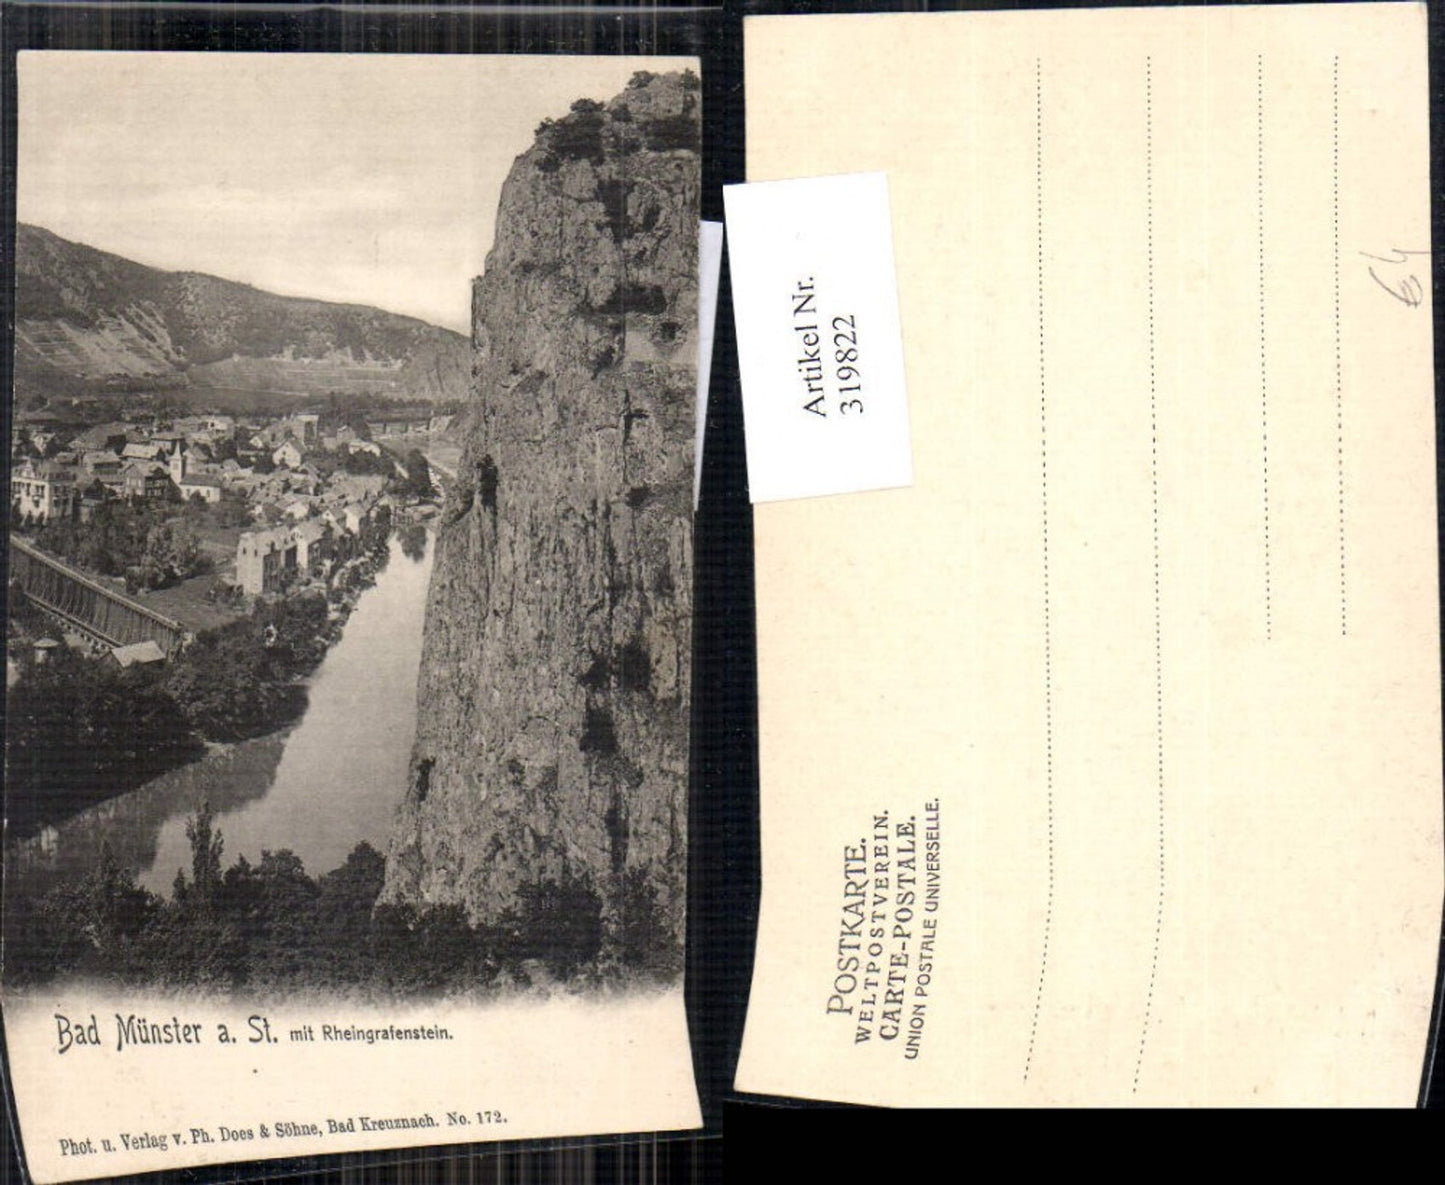 Bad Münster a. St. mit Rheingrafenstein.
Phot. u. Verlag v. Ph. Does & Söhne, Bad Kreuznach. No. 172.
Artikel Nr.
319822
POSTKARTE.
WELTPOSTVEREIN.
CARTE-POSTALE.
UNION POSTALE UNIVERSELLE.